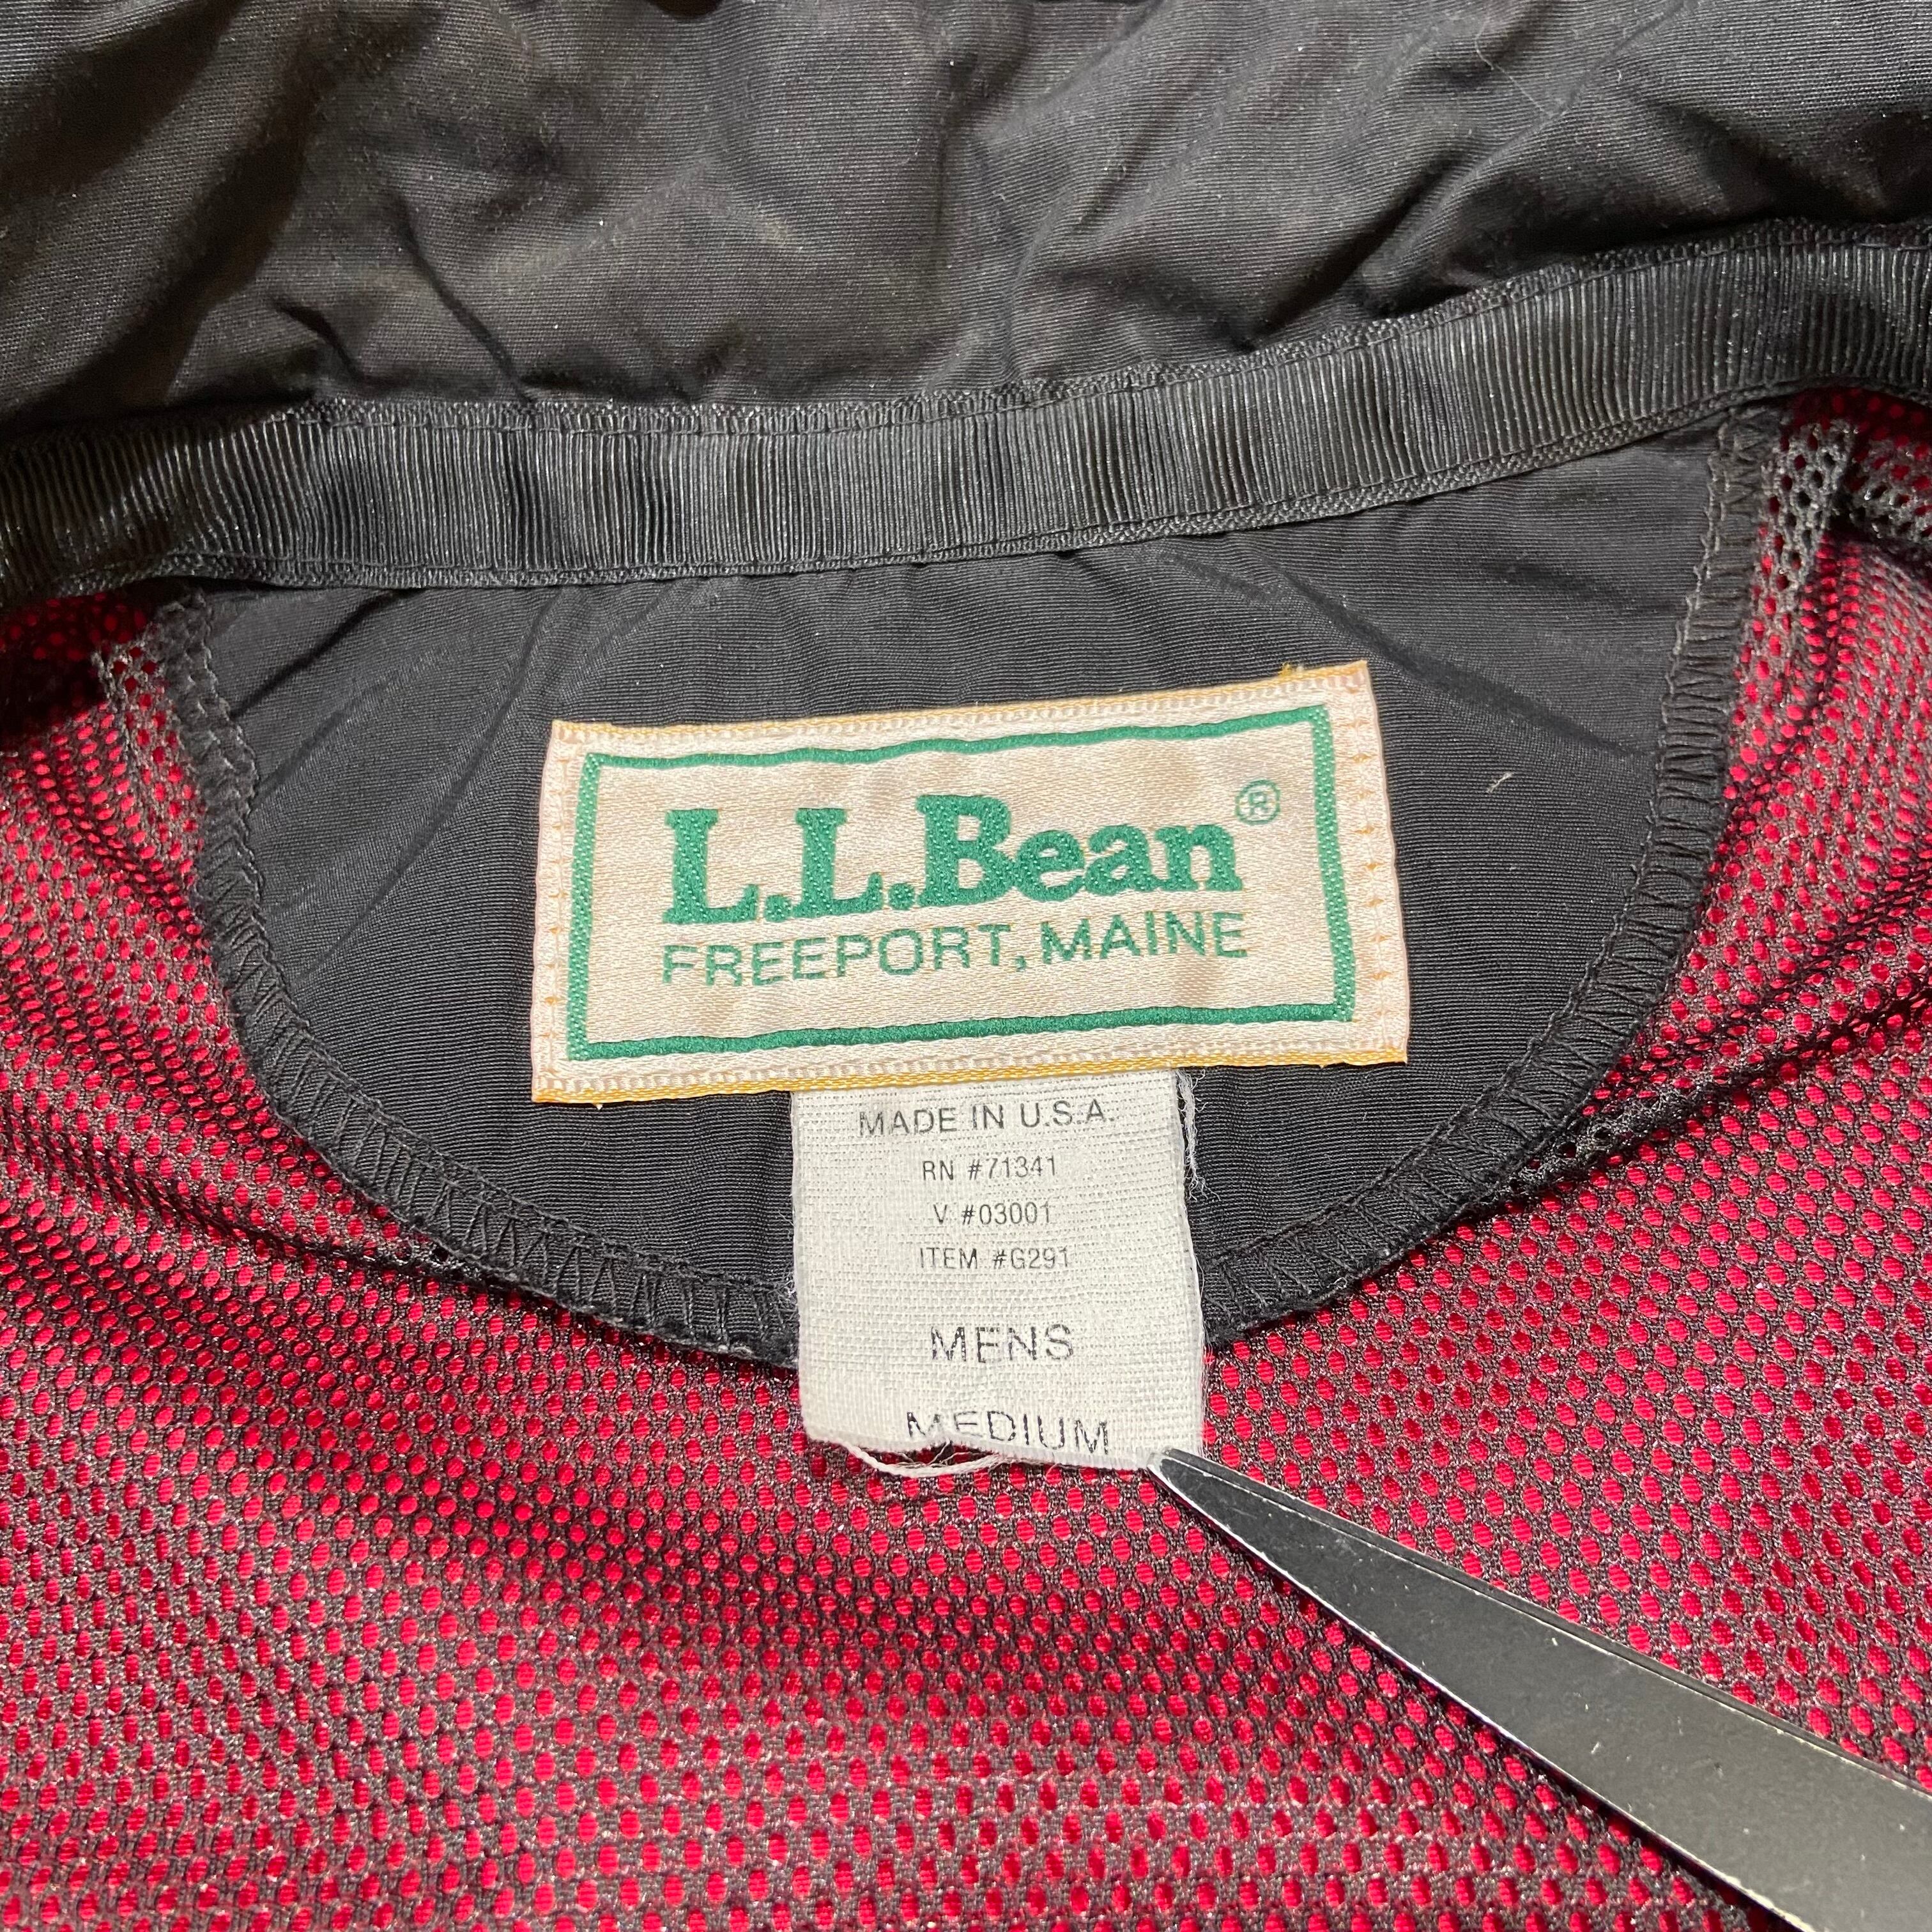 L.L.Bean®
FREEPORT, MAINE
MADE IN U.S.A.
RN #71341
V #03001
ITEM #G291
MENS
MEDIUM